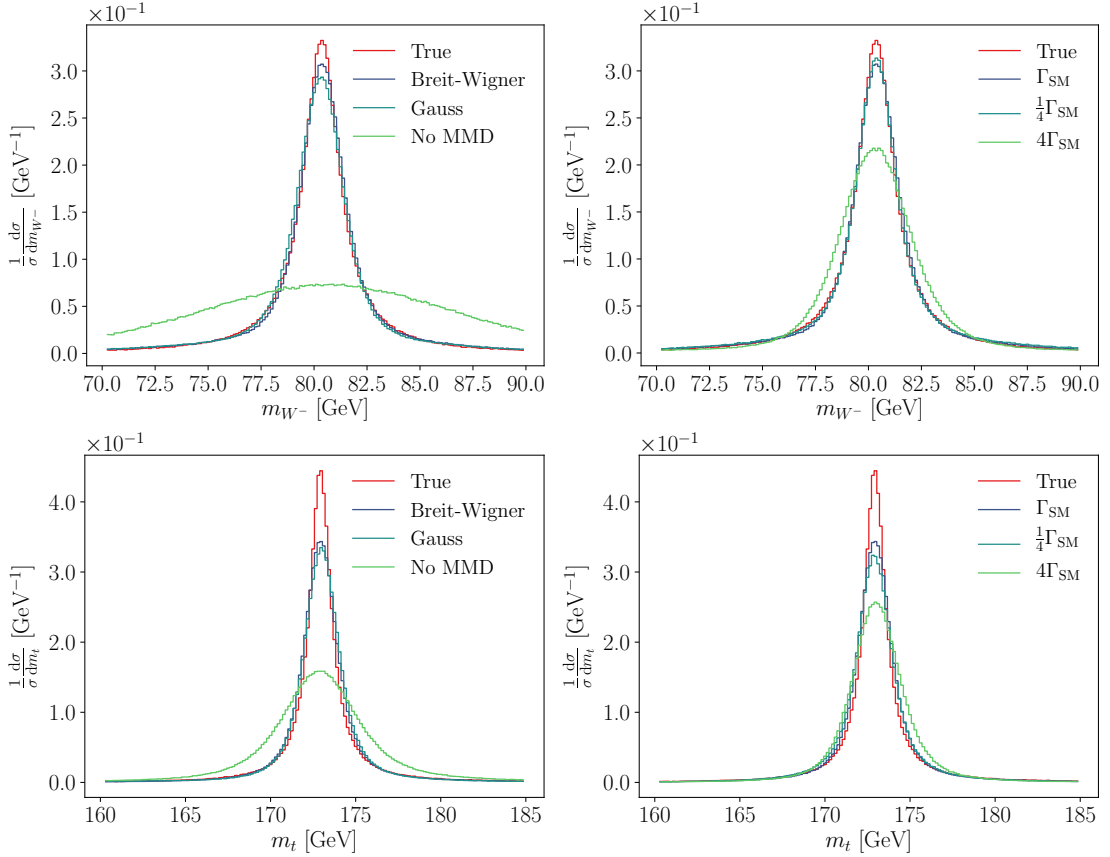 ×10⁻¹
3.0
2.5
2.0
1.5
1.0
0.5
0.0
1/σ dσ/dm_{W⁻} [GeV⁻¹]
True
Breit-Wigner
Gauss
No MMD
70.0 72.5 75.0 77.5 80.0 82.5 85.0 87.5 90.0
m_{W⁻} [GeV]
×10⁻¹
3.0
2.5
2.0
1.5
1.0
0.5
0.0
1/σ dσ/dm_{W⁻} [GeV⁻¹]
True
Γ_SM
¼Γ_SM
4Γ_SM
70.0 72.5 75.0 77.5 80.0 82.5 85.0 87.5 90.0
m_{W⁻} [GeV]
×10⁻¹
4.0
3.0
2.0
1.0
0.0
1/σ dσ/dm_t [GeV⁻¹]
True
Breit-Wigner
Gauss
No MMD
160 165 170 175 180 185
m_t [GeV]
×10⁻¹
4.0
3.0
2.0
1.0
0.0
1/σ dσ/dm_t [GeV⁻¹]
True
Γ_SM
¼Γ_SM
4Γ_SM
160 165 170 175 180 185
m_t [GeV]